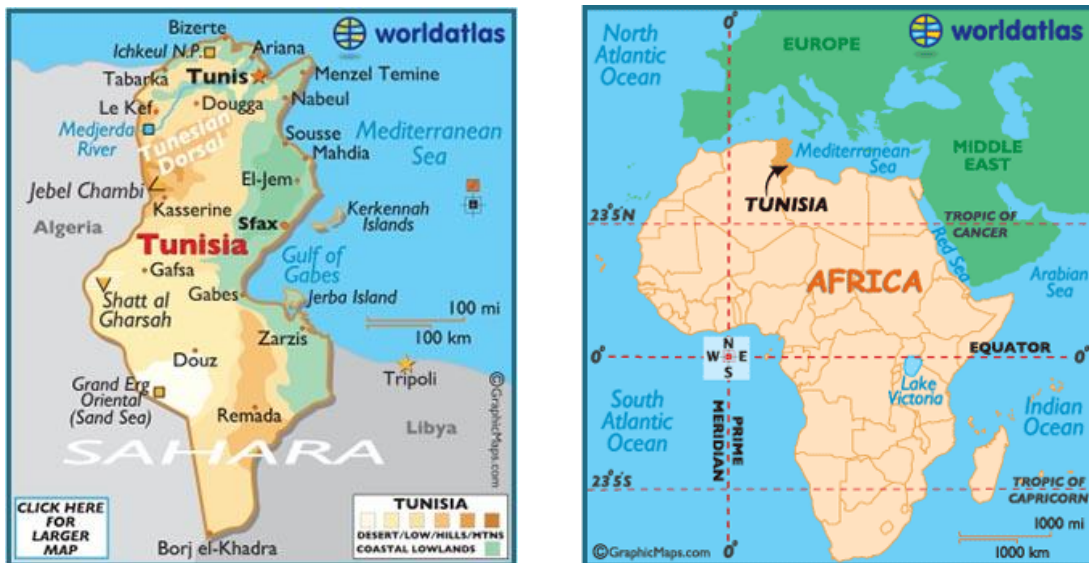 worldatlas
Bizerte
Ichkeul N.P.
Ariana
Tabarka
Tunis
Menzel Temine
Le Kef
Dougga
Nabeul
Medjerda
River
Tunesian
Dorsal
Sousse
Mahdia
Mediterranean
Sea
Jebel Chambi
El-Jem
Kasserine
Algeria
Sfax
Kerkennah
Islands
Tunisia
Gulf of
Gabes
Gafsa
Shatt al
Gharsah
Gabes
Jerba Island
100 mi
100 km
Zarzis
Douz
Tripoli
Grand Erg
Oriental
(Sand Sea)
Remada
Libya
SAHARA
©GraphicMaps.com
CLICK HERE
FOR
LARGER
MAP
Borj el-Khadra
TUNISIA
DESERT/LOW/HILLS/MTNS
COASTAL LOWLANDS
0°
worldatlas
North
Atlantic
Ocean
EUROPE
MIDDLE
EAST
Mediterranean
Sea
TUNISIA
23.5N
TROPIC OF
CANCER
Red Sea
Arabian
Sea
AFRICA
N
W E
S
0°
EQUATOR
0°
Lake
Victoria
South
Atlantic
Ocean
PRIME
MERIDIAN
Indian
Ocean
23.5S
TROPIC OF
CAPRICORN
1000 mi
1000 km
©GraphicMaps.com
0°